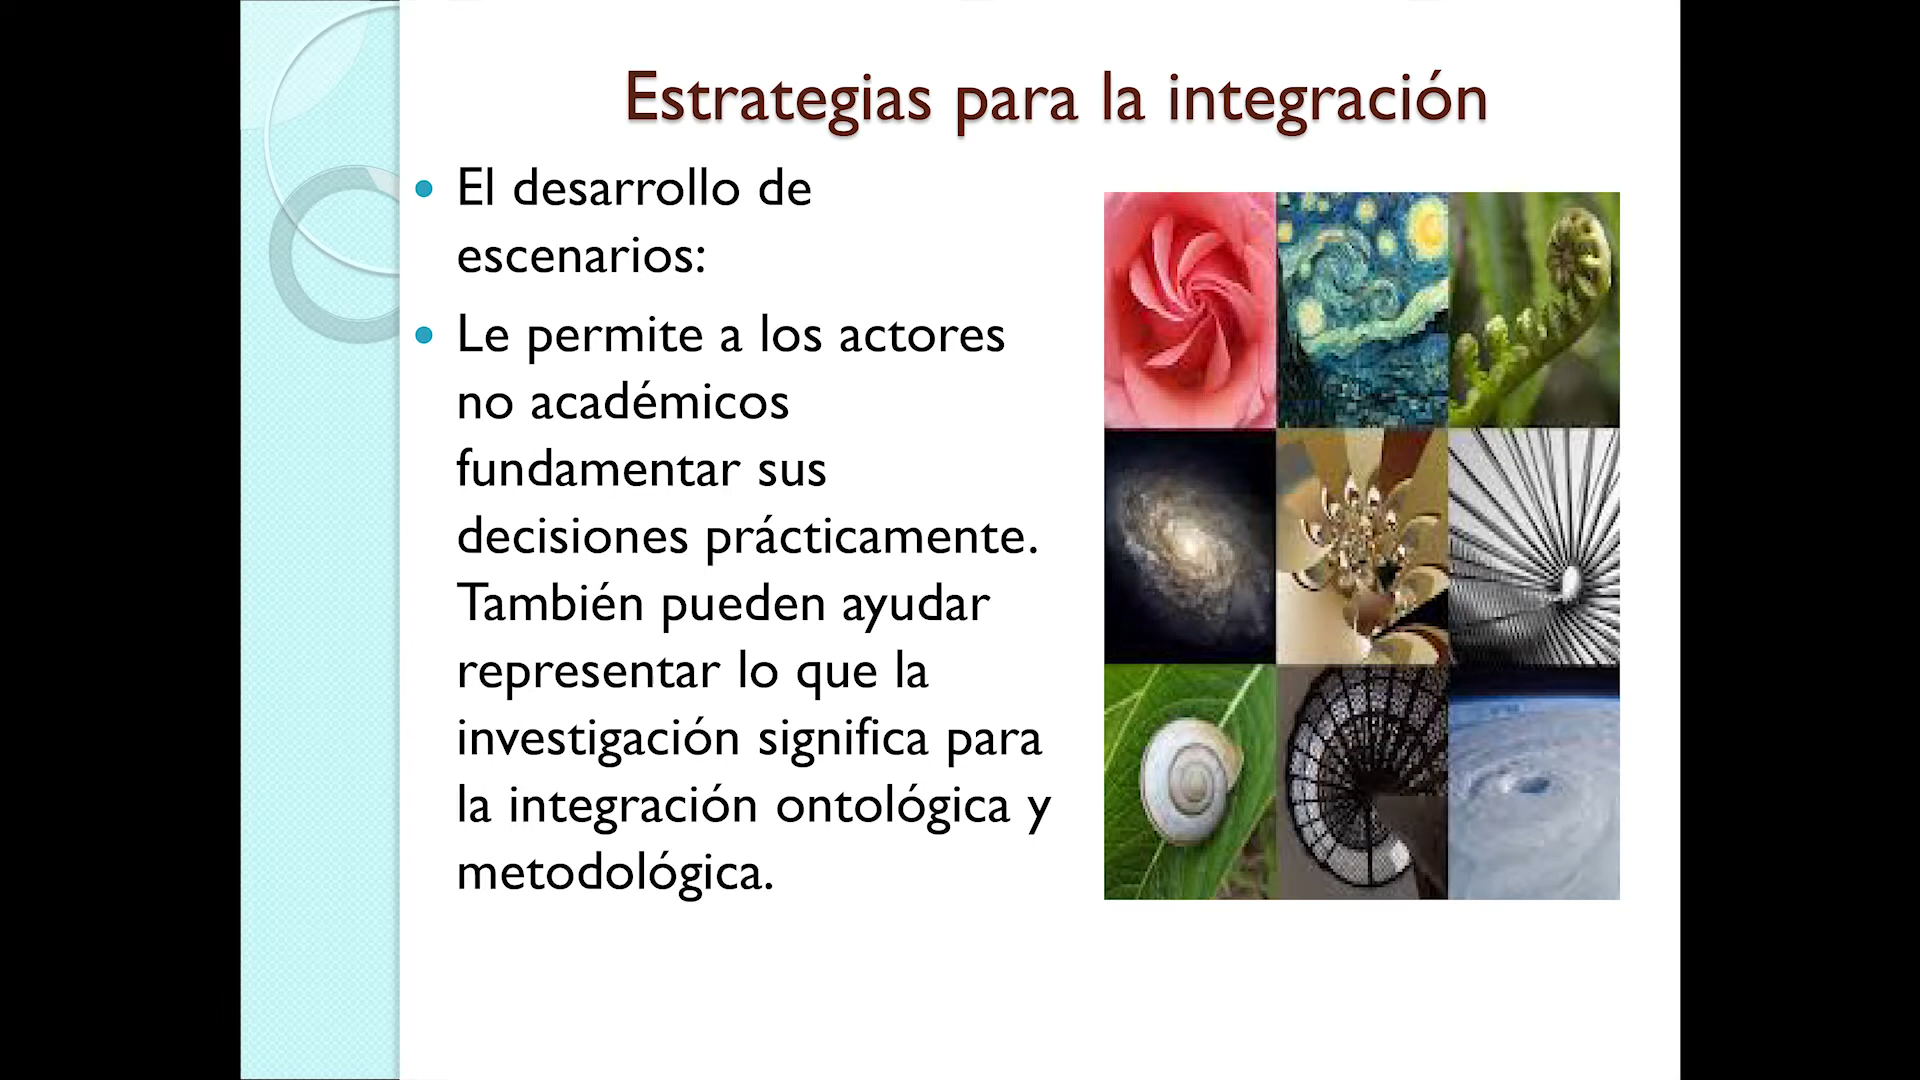 Estrategias para la integración
• El desarrollo de
escenarios:
• Le permite a los actores
no académicos
fundamentar sus
decisiones prácticamente.
También pueden ayudar
representar lo que la
investigación significa para
la integración ontológica y
metodológica.